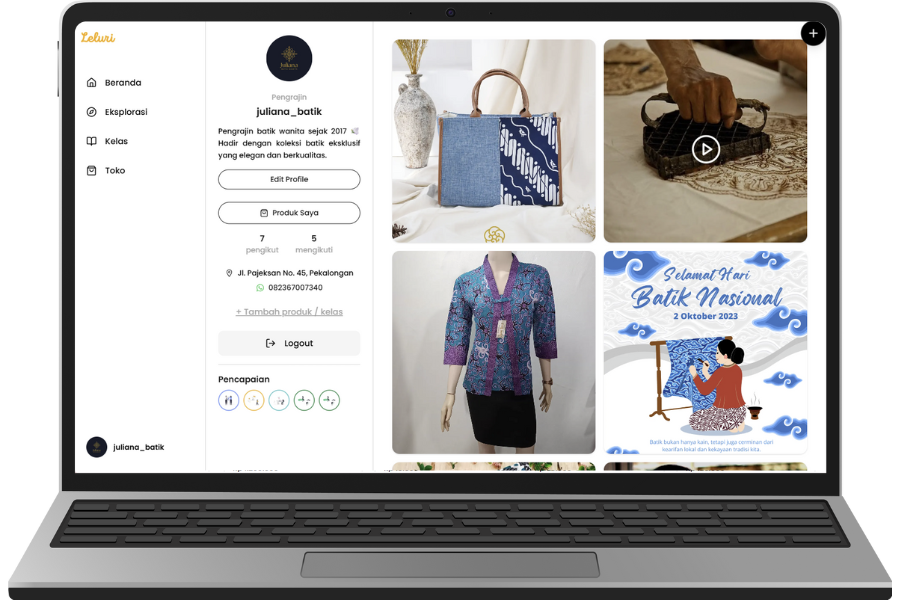 Leluri
Beranda
Eksplorasi
Kelas
Toko
juliana_batik
Juliana
Pengrajin
juliana_batik
Pengrajin batik wanita sejak 2017 🕊️
Hadir dengan koleksi batik eksklusif
yang elegan dan berkualitas.
Edit Profile
Produk Saya
7 5
pengikut mengikuti
Jl. Pajeksan No. 45, Pekalongan
082367007340
+ Tambah produk / kelas
Logout
Pencapaian
+
Selamat Hari
Batik Nasional
2 Oktober 2023
Batik bukan hanya kain, tetapi juga cerminan dari
kearifan lokal dan kekayaan tradisi kita.